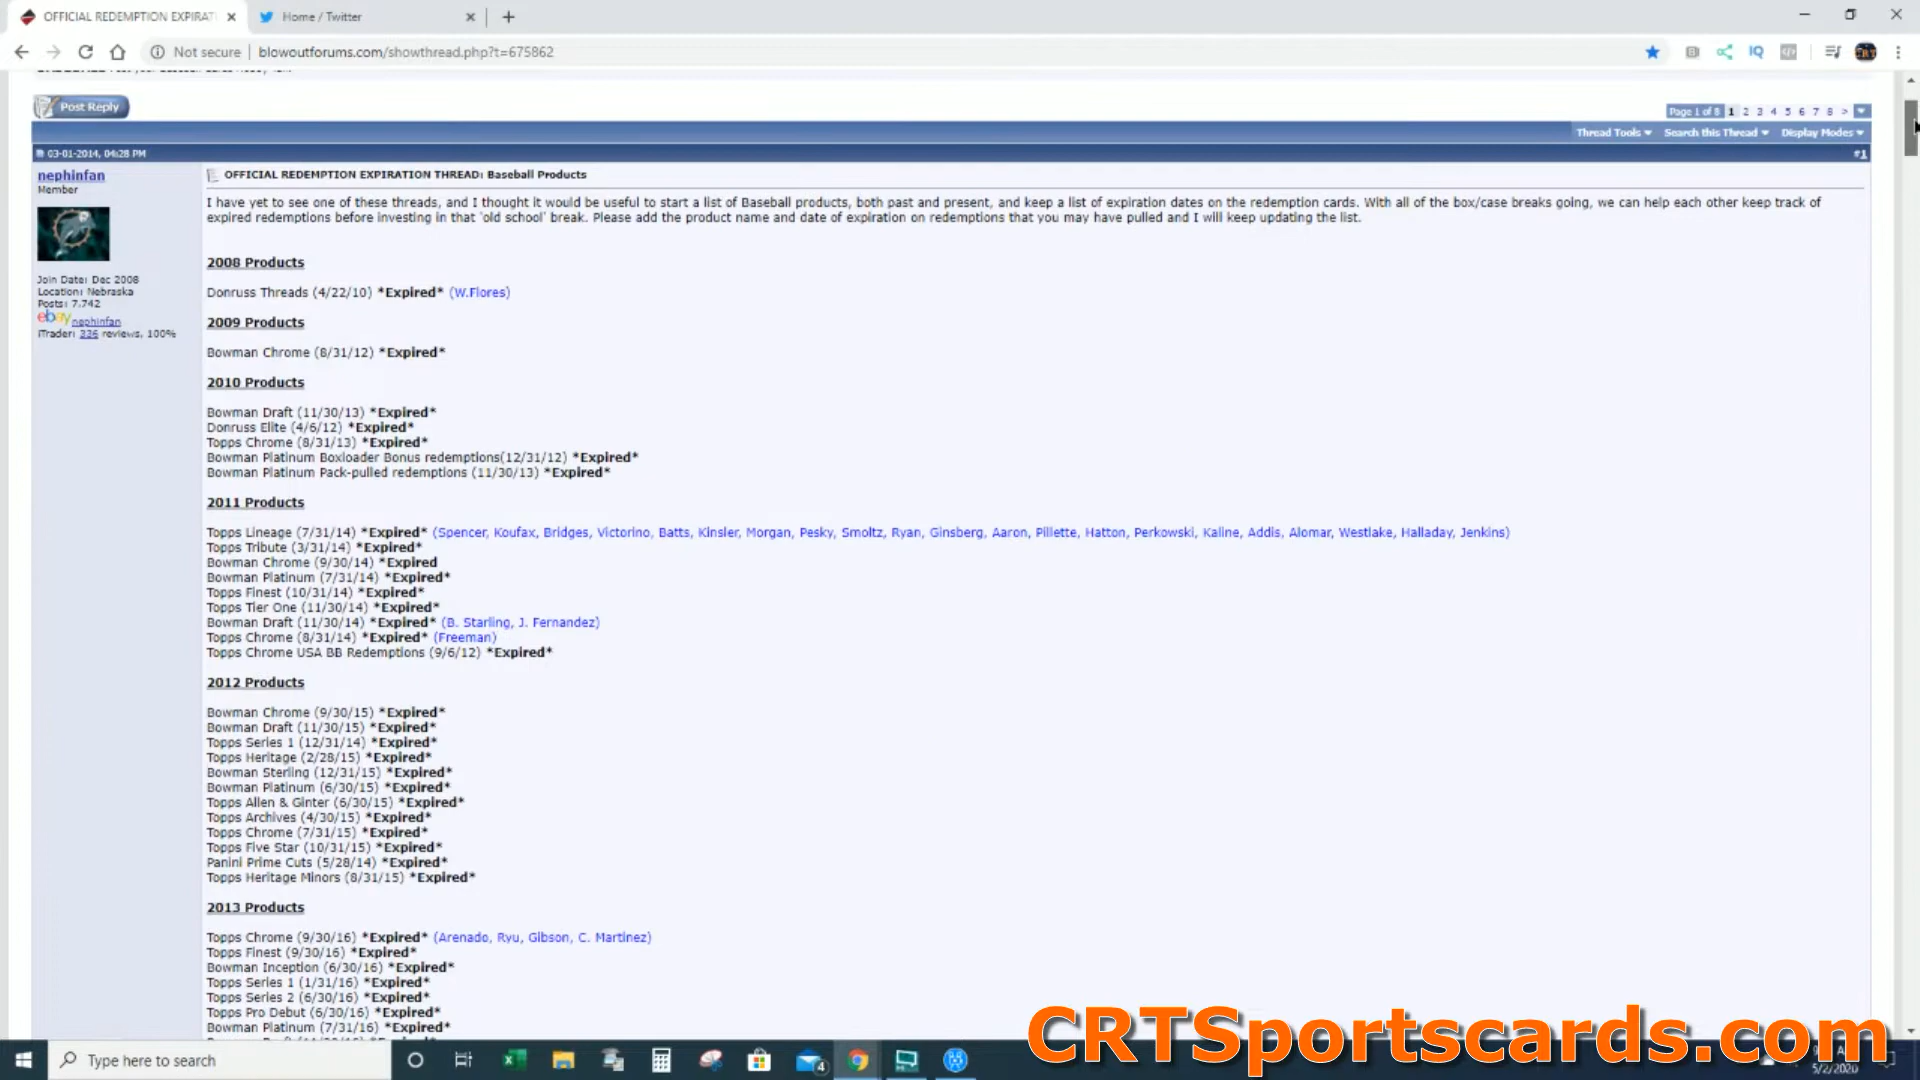 OFFICIAL REDEMPTION EXPIRAT
Home / Twitter
Not secure
blowoutforums.com/showthread.php?t=675862
IQ
Post Reply
Page 1 of 8 1 2 3 4 5 6 7 8 >
Thread Tools Search this Thread Display Modes
03-01-2014, 04:28 PM
#1
nephinfan
Member
Join Date: Dec 2008
Location: Nebraska
Posts: 7,742
ebay nephinfan
iTrader: 336 reviews, 100%
OFFICIAL REDEMPTION EXPIRATION THREAD: Baseball Products
I have yet to see one of these threads, and I thought it would be useful to start a list of Baseball products, both past and present, and keep a list of expiration dates on the redemption cards. With all of the box/case breaks going, we can help each other keep track of
expired redemptions before investing in that 'old school' break. Please add the product name and date of expiration on redemptions that you may have pulled and I will keep updating the list.
2008 Products
Donruss Threads (4/22/10) *Expired* (W.Flores)
2009 Products
Bowman Chrome (8/31/12) *Expired*
2010 Products
Bowman Draft (11/30/13) *Expired*
Donruss Elite (4/6/12) *Expired*
Topps Chrome (8/31/13) *Expired*
Bowman Platinum Boxloader Bonus redemptions(12/31/12) *Expired*
Bowman Platinum Pack-pulled redemptions (11/30/13) *Expired*
2011 Products
Topps Lineage (7/31/14) *Expired* (Spencer, Koufax, Bridges, Victorino, Batts, Kinsler, Morgan, Pesky, Smoltz, Ryan, Ginsberg, Aaron, Pillette, Hatton, Perkowski, Kaline, Addis, Alomar, Westlake, Halladay, Jenkins)
Topps Tribute (3/31/14) *Expired*
Bowman Chrome (9/30/14) *Expired
Bowman Platinum (7/31/14) *Expired*
Topps Finest (10/31/14) *Expired*
Topps Tier One (11/30/14) *Expired*
Bowman Draft (11/30/14) *Expired* (B. Starling, J. Fernandez)
Topps Chrome (8/31/14) *Expired* (Freeman)
Topps Chrome USA BB Redemptions (9/6/12) *Expired*
2012 Products
Bowman Chrome (9/30/15) *Expired*
Bowman Draft (11/30/15) *Expired*
Topps Series 1 (12/31/14) *Expired*
Topps Heritage (2/28/15) *Expired*
Bowman Sterling (12/31/15) *Expired*
Bowman Platinum (6/30/15) *Expired*
Topps Allen & Ginter (6/30/15) *Expired*
Topps Archives (4/30/15) *Expired*
Topps Chrome (7/31/15) *Expired*
Topps Five Star (10/31/15) *Expired*
Panini Prime Cuts (5/28/14) *Expired*
Topps Heritage Minors (8/31/15) *Expired*
2013 Products
Topps Chrome (9/30/16) *Expired* (Arenado, Ryu, Gibson, C. Martinez)
Topps Finest (9/30/16) *Expired*
Bowman Inception (6/30/16) *Expired*
Topps Series 1 (1/31/16) *Expired*
Topps Series 2 (6/30/16) *Expired*
Topps Pro Debut (6/30/16) *Expired*
Bowman Platinum (7/31/16) *Expired*
CRTSportscards.com
Type here to search
4
5/2/2020